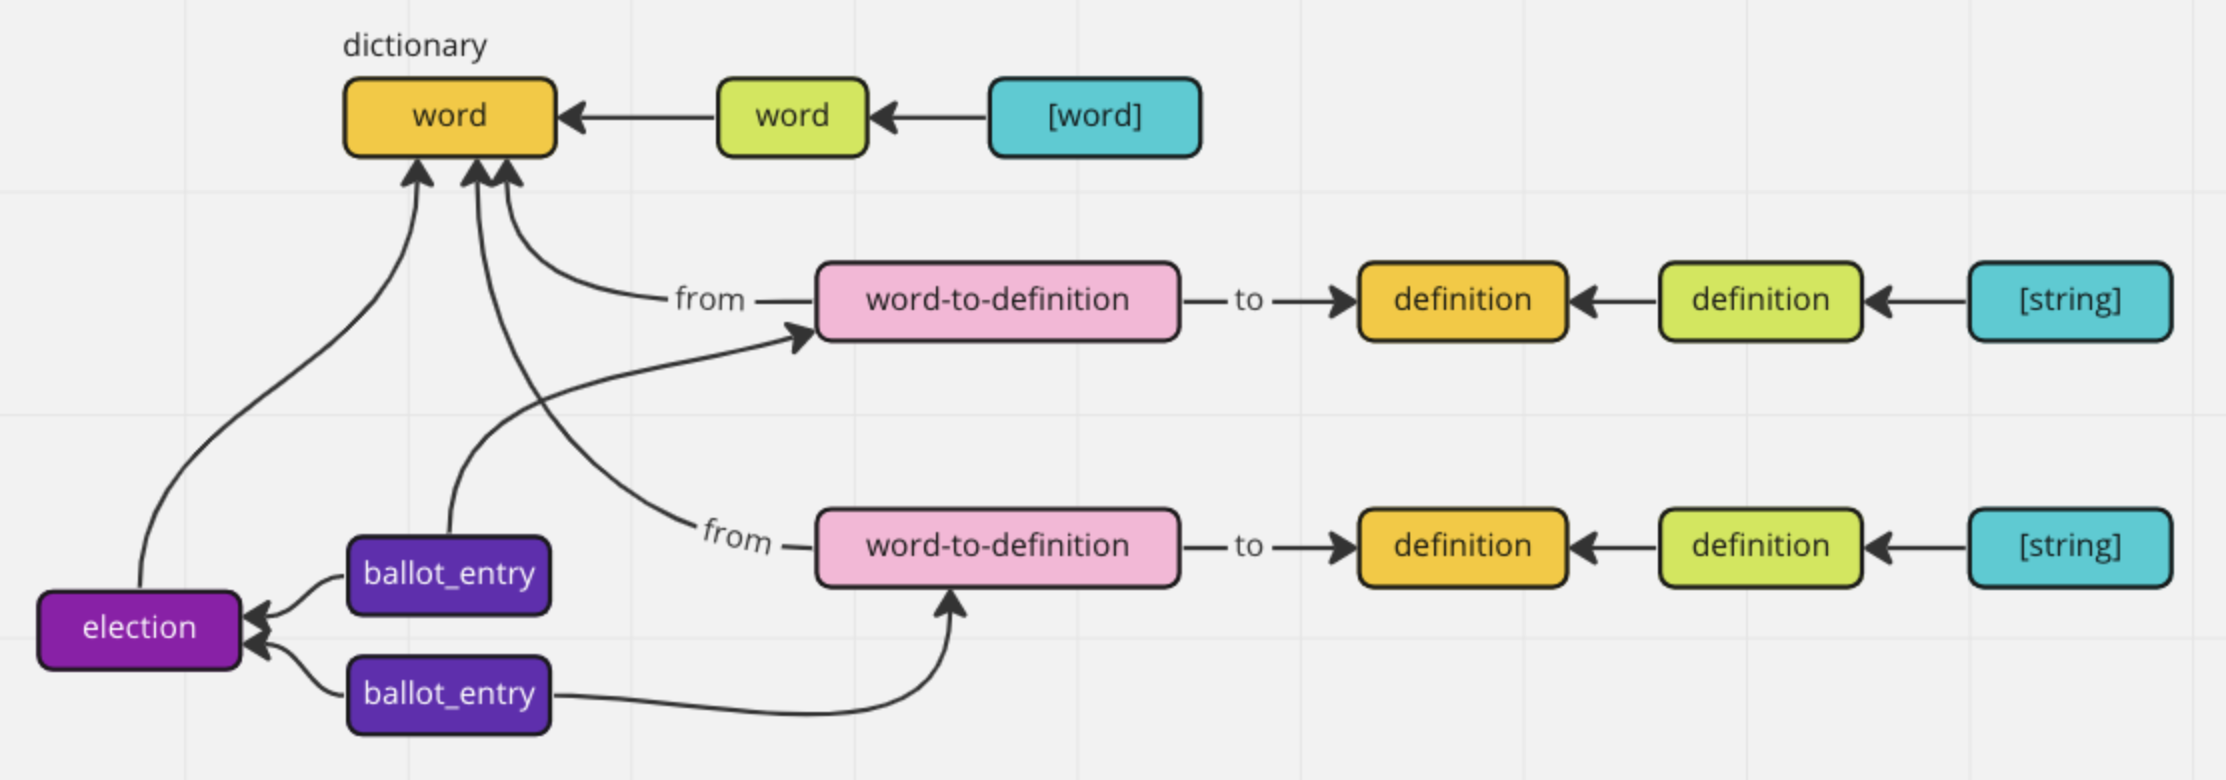 dictionary
word
word
[word]
from
word-to-definition
to
definition
definition
[string]
from
word-to-definition
to
definition
definition
[string]
ballot_entry
election
ballot_entry